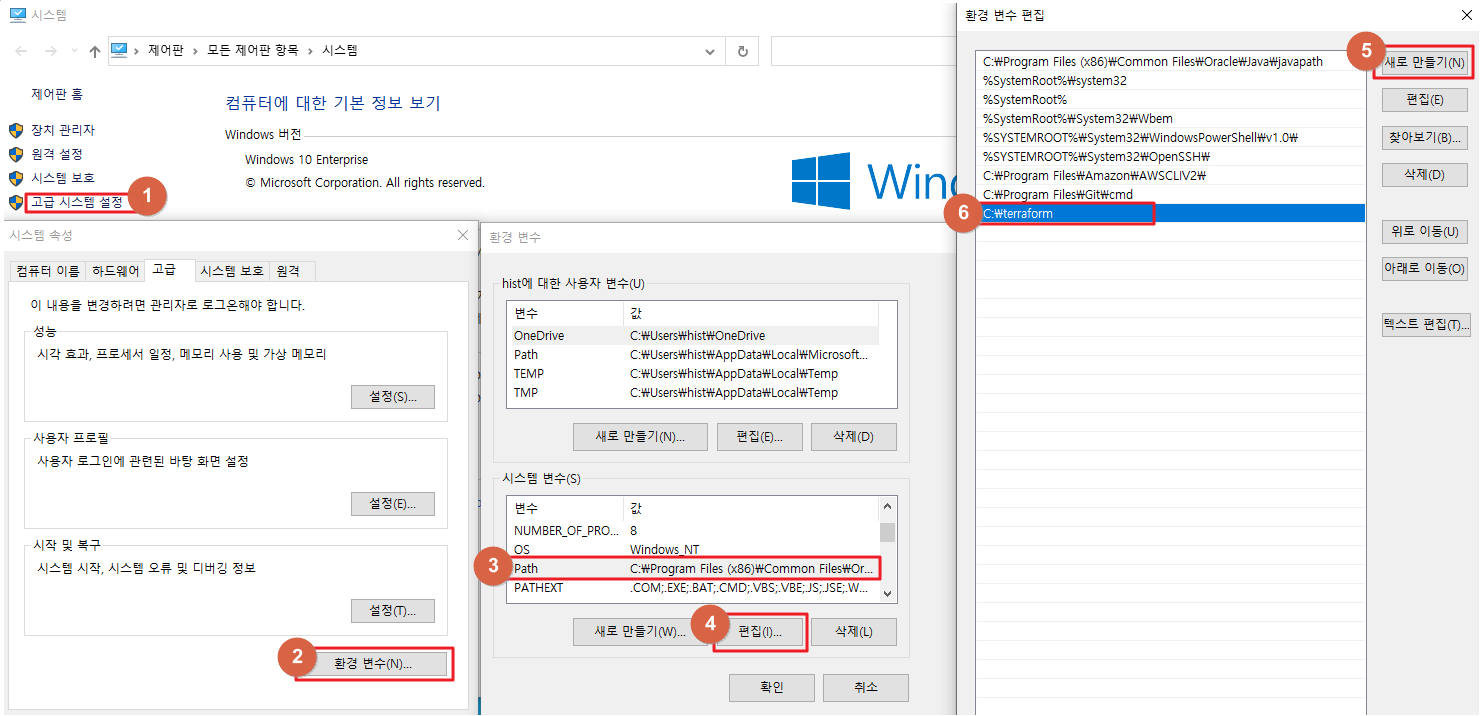 시스템
제어판 › 모든 제어판 항목 › 시스템
제어판 홈
장치 관리자
원격 설정
시스템 보호
고급 시스템 설정
1
컴퓨터에 대한 기본 정보 보기
Windows 버전
Windows 10 Enterprise
© Microsoft Corporation. All rights reserved.
시스템 속성
컴퓨터 이름 하드웨어 고급 시스템 보호 원격
이 내용을 변경하려면 관리자로 로그온해야 합니다.
성능
시각 효과, 프로세서 일정, 메모리 사용 및 가상 메모리
설정(S)...
사용자 프로필
사용자 로그인에 관련된 바탕 화면 설정
설정(E)...
시작 및 복구
시스템 시작, 시스템 오류 및 디버깅 정보
설정(T)...
2
환경 변수(N)...
환경 변수
hist에 대한 사용자 변수(U)
변수 값
OneDrive C:₩Users₩hist₩OneDrive
Path C:₩Users₩hist₩AppData₩Local₩Microsoft...
TEMP C:₩Users₩hist₩AppData₩Local₩Temp
TMP C:₩Users₩hist₩AppData₩Local₩Temp
새로 만들기(N)... 편집(E)... 삭제(D)
시스템 변수(S)
변수 값
NUMBER_OF_PRO... 8
OS Windows_NT
3
Path C:₩Program Files (x86)₩Common Files₩Or...
PATHEXT .COM;.EXE;.BAT;.CMD;.VBS;.VBE;.JS;.JSE;.W...
새로 만들기(W)... 4 편집(I)... 삭제(L)
확인 취소
환경 변수 편집
C:₩Program Files (x86)₩Common Files₩Oracle₩Java₩javapath
%SystemRoot%₩system32
%SystemRoot%
%SystemRoot%₩System32₩Wbem
%SYSTEMROOT%₩System32₩WindowsPowerShell₩v1.0₩
%SYSTEMROOT%₩System32₩OpenSSH₩
C:₩Program Files₩Amazon₩AWSCLIV2₩
C:₩Program Files₩Git₩cmd
6
C:₩terraform
5
새로 만들기(N)
편집(E)
찾아보기(B)...
삭제(D)
위로 이동(U)
아래로 이동(O)
텍스트 편집(T)...